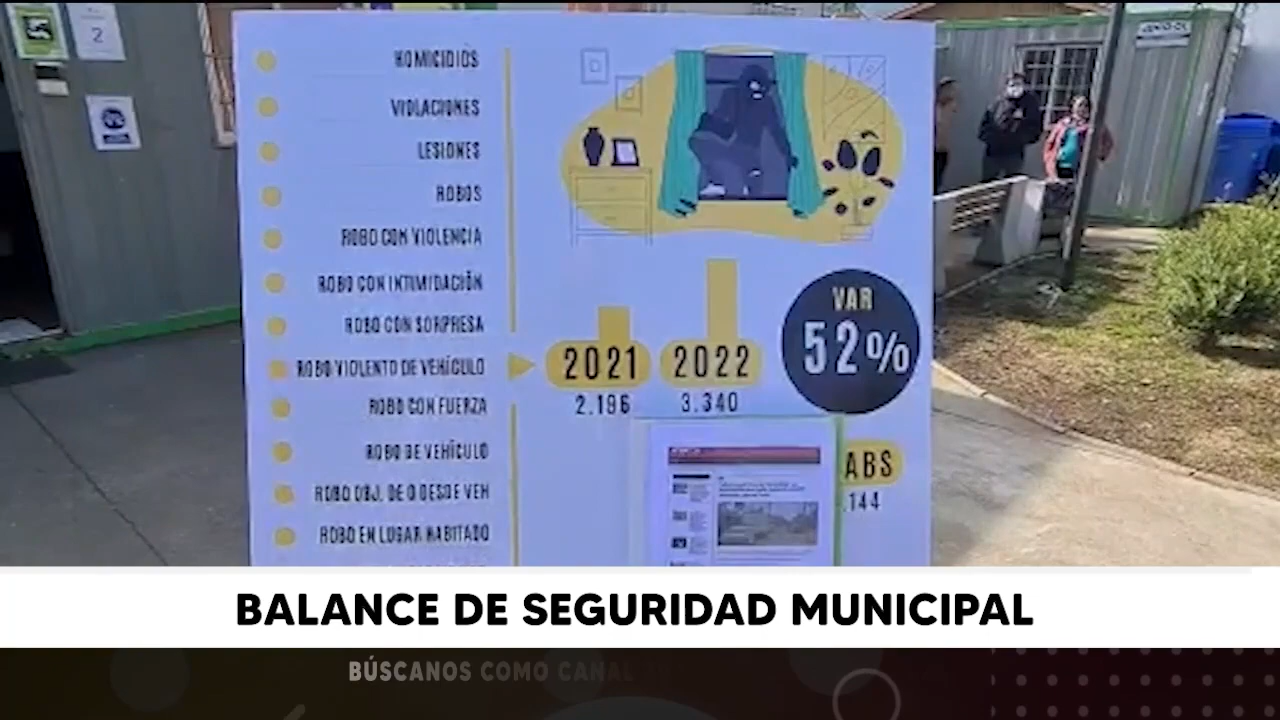 2
HOMICIDIOS
VIOLACIONES
LESIONES
ROBOS
ROBO CON VIOLENCIA
ROBO CON INTIMIDACIÓN
ROBO CON SORPRESA
ROBO VIOLENTO DE VEHÍCULO
ROBO CON FUERZA
ROBO DE VEHÍCULO
ROBO OBJ. DE O DESDE VEH
ROBO EN LUGAR HABITADO
2021
2022
2.196
3.340
VAR
52%
ABS
.144
BALANCE DE SEGURIDAD MUNICIPAL
BÚSCANOS COMO CANAL